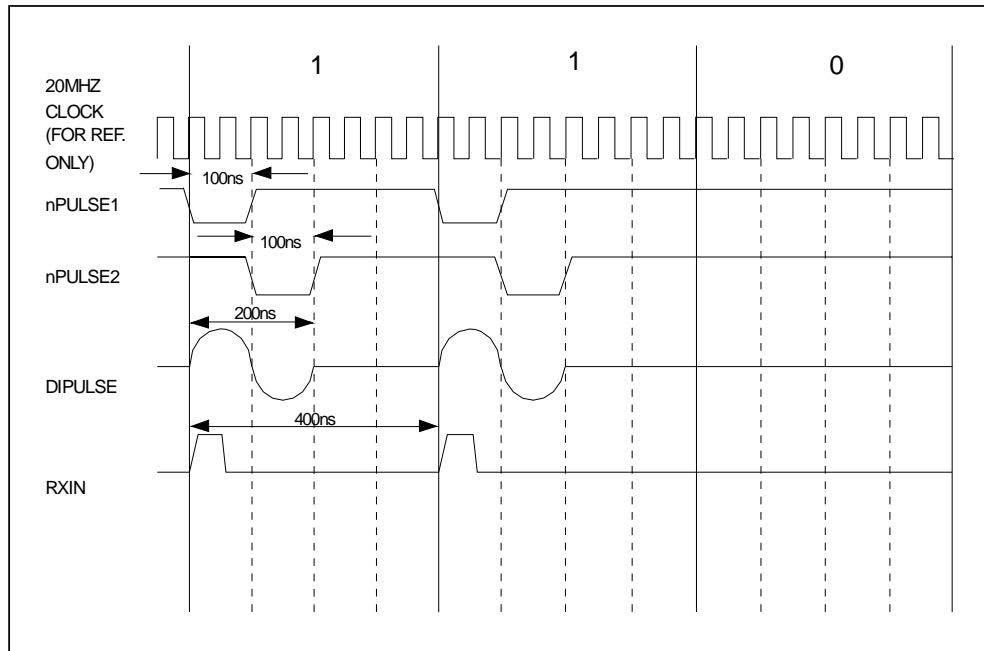 1 1 0
20MHZ
CLOCK
(FOR REF.
ONLY)
100ns
nPULSE1
100ns
nPULSE2
200ns
DIPULSE
400ns
RXIN